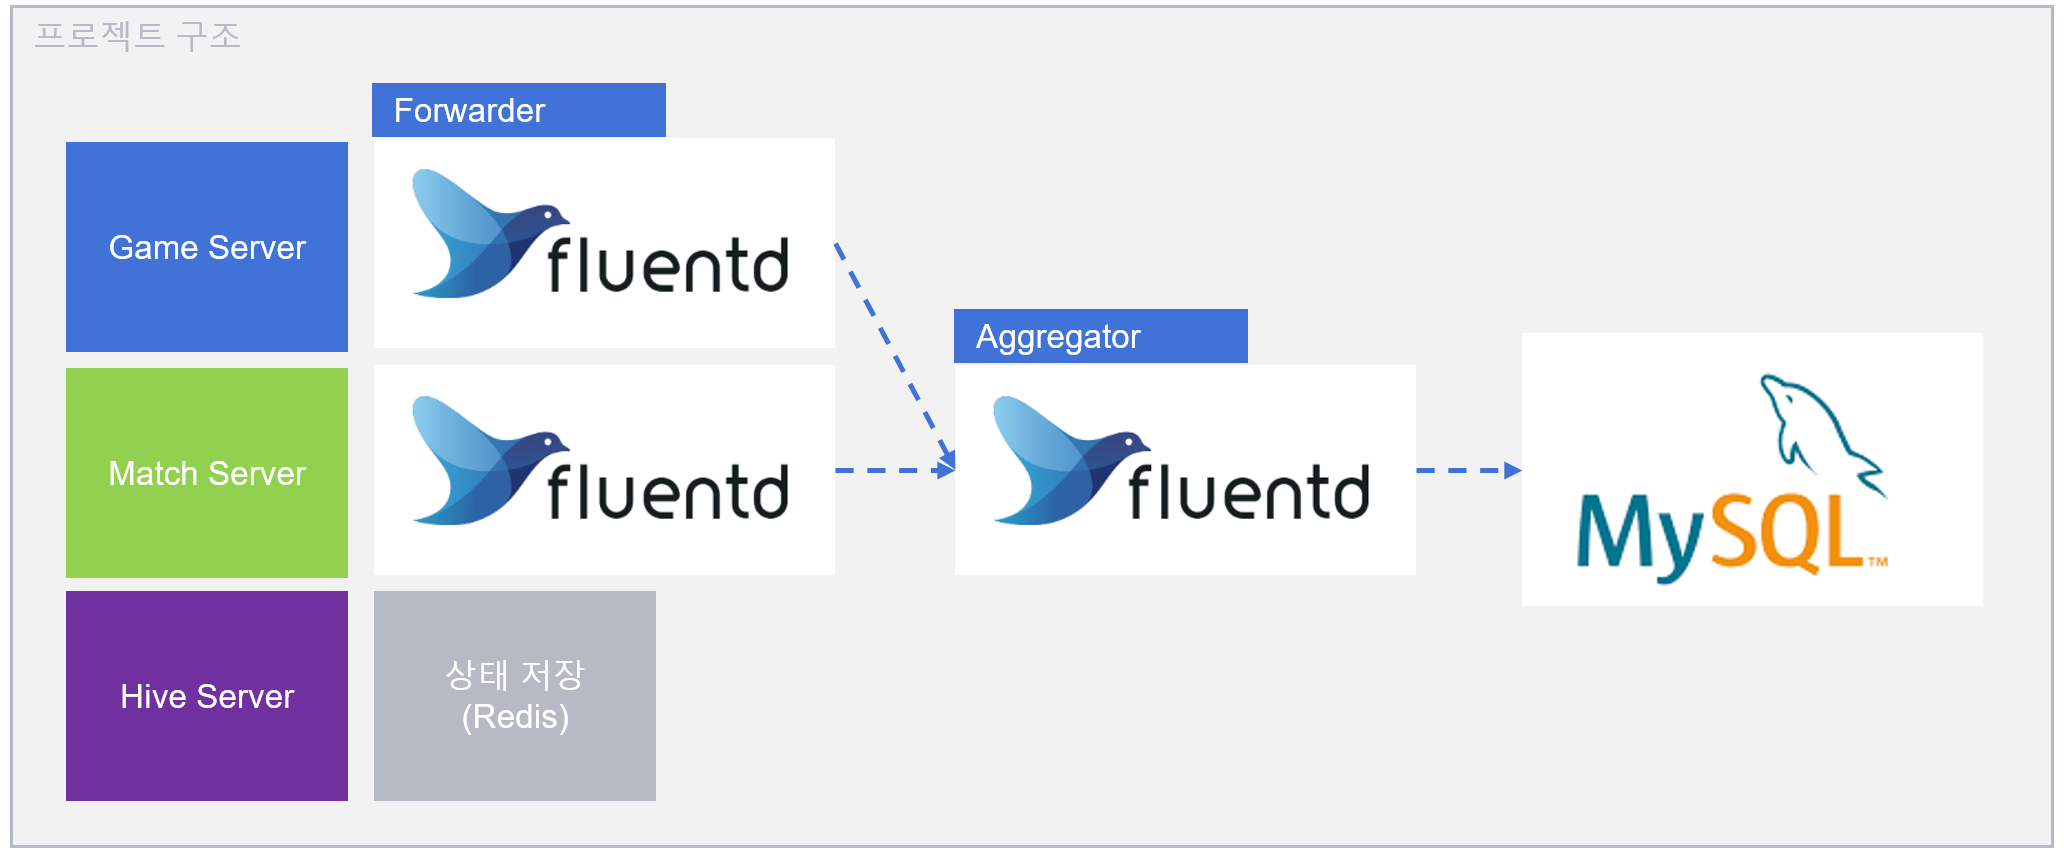 프로젝트 구조
Forwarder
Game Server
fluentd
Aggregator
Match Server
fluentd
fluentd
MySQL™
Hive Server
상태 저장
(Redis)